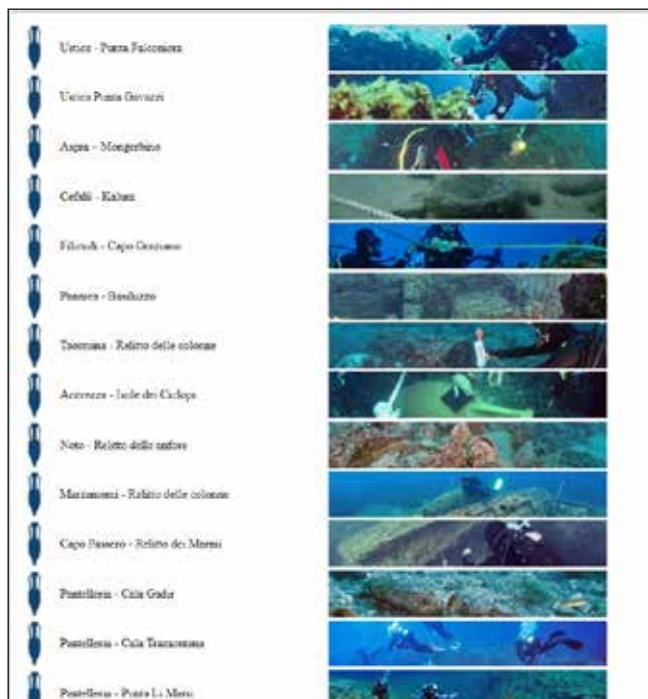 Ustica - Punta Falconiera
Ustica Punta Gavazzi
Aspra - Mongerbino
Cefalù - Kalura
Filicudi - Capo Graziano
Panarea - Basiluzzo
Taormina - Relitto delle colonne
Acitrezza - Isole dei Ciclopi
Noto - Relitto delle anfore
Marzamemi - Relitto delle colonne
Capo Passero - Relitto dei Marmi
Pantelleria - Cala Gadir
Pantelleria - Cala Tramontana
Pantelleria - Punta Li Marsi